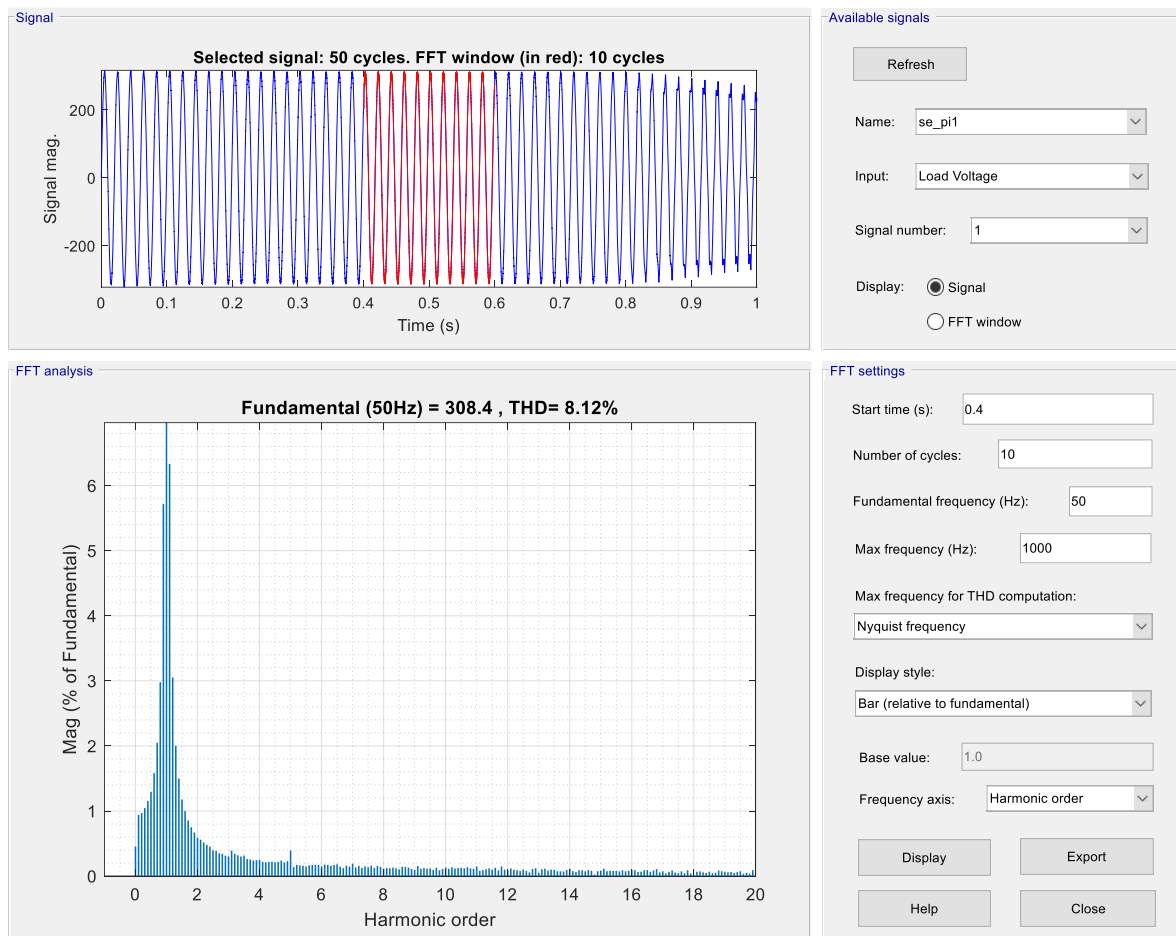 Signal
Selected signal: 50 cycles. FFT window (in red): 10 cycles
200
0
-200
Signal mag.
0 0.1 0.2 0.3 0.4 0.5 0.6 0.7 0.8 0.9 1
Time (s)
Available signals
Refresh
Name: se_pi1
Input: Load Voltage
Signal number: 1
Display: Signal
FFT window
FFT analysis
Fundamental (50Hz) = 308.4 , THD= 8.12%
6
5
4
3
2
1
0
Mag (% of Fundamental)
0 2 4 6 8 10 12 14 16 18 20
Harmonic order
FFT settings
Start time (s): 0.4
Number of cycles: 10
Fundamental frequency (Hz): 50
Max frequency (Hz): 1000
Max frequency for THD computation:
Nyquist frequency
Display style:
Bar (relative to fundamental)
Base value: 1.0
Frequency axis: Harmonic order
Display Export
Help Close